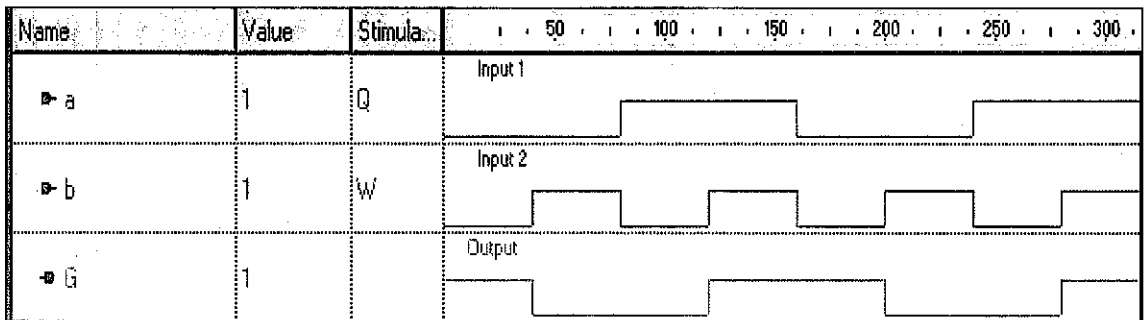 Name Value Stimula... 50 100 150 200 250 300
Input 1
a 1 Q
Input 2
b 1 W
Output
G 1